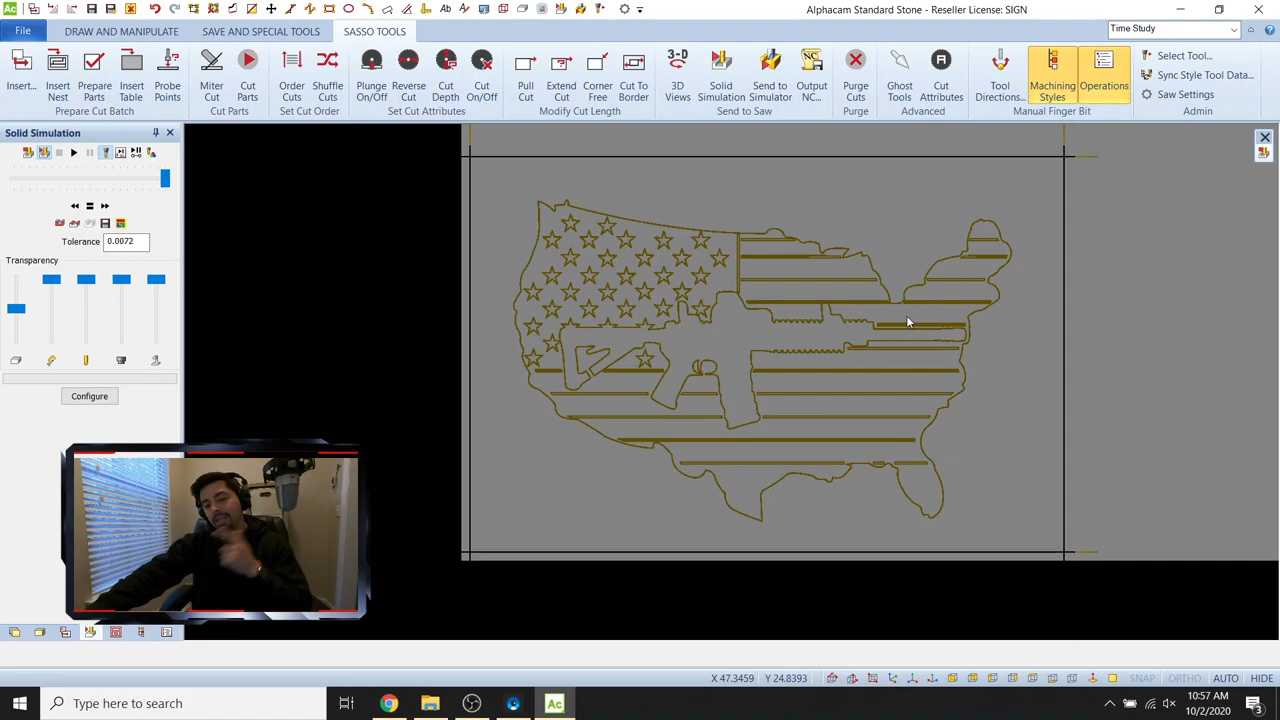 Alphacam Standard Stone - Reseller License: SIGN
File
DRAW AND MANIPULATE
SAVE AND SPECIAL TOOLS
SASSO TOOLS
Time Study
Insert...
Insert Nest
Prepare Parts
Insert Table
Probe Points
Prepare Cut Batch
Miter Cut
Cut Parts
Cut Parts
Order Cuts
Shuffle Cuts
Set Cut Order
Plunge On/Off
Reverse Cut
Cut Depth
Cut On/Off
Set Cut Attributes
Pull Cut
Extend Cut
Corner Free
Cut To Border
Modify Cut Length
3-D
3D Views
Solid Simulation
Send to Simulator
NC
Output NC...
Send to Saw
Purge Cuts
Purge
Ghost Tools
Cut Attributes
Advanced
Tool Directions...
Machining Styles
Operations
Manual Finger Bit
Select Tool...
Sync Style Tool Data...
Saw Settings
Admin
Solid Simulation
Tolerance 0.0072
Transparency
Configure
X 47.3459 Y 24.8393
SNAP ORTHO AUTO HIDE
Type here to search
Ac
10:57 AM
10/2/2020
3